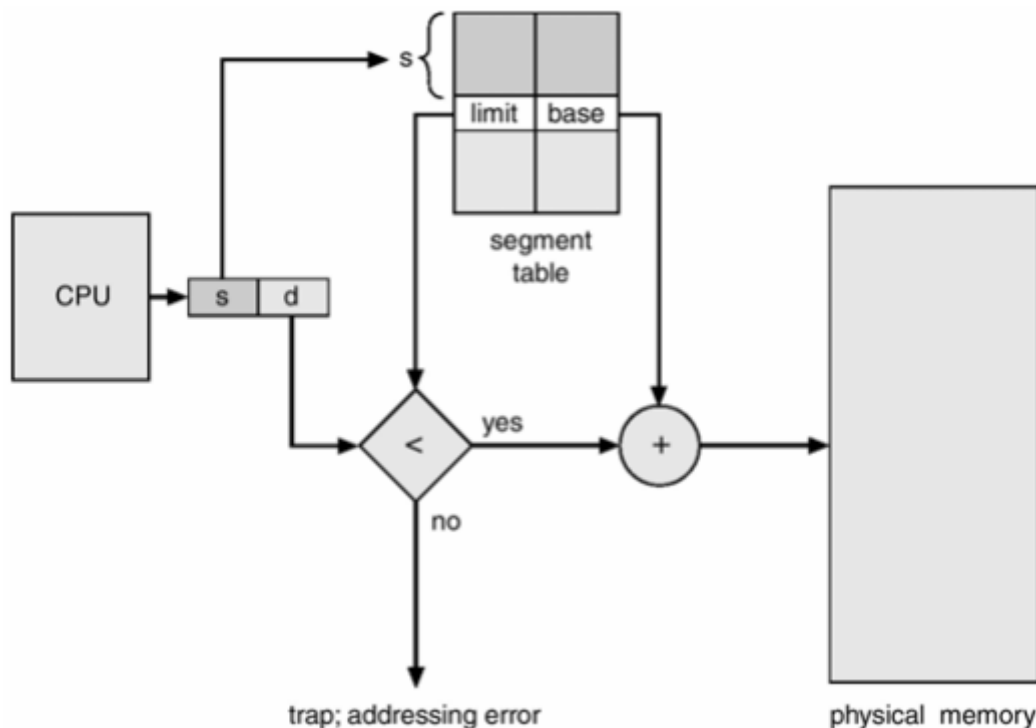 s
limit base
segment
table
CPU
s d
< yes +
no
trap; addressing error
physical memory